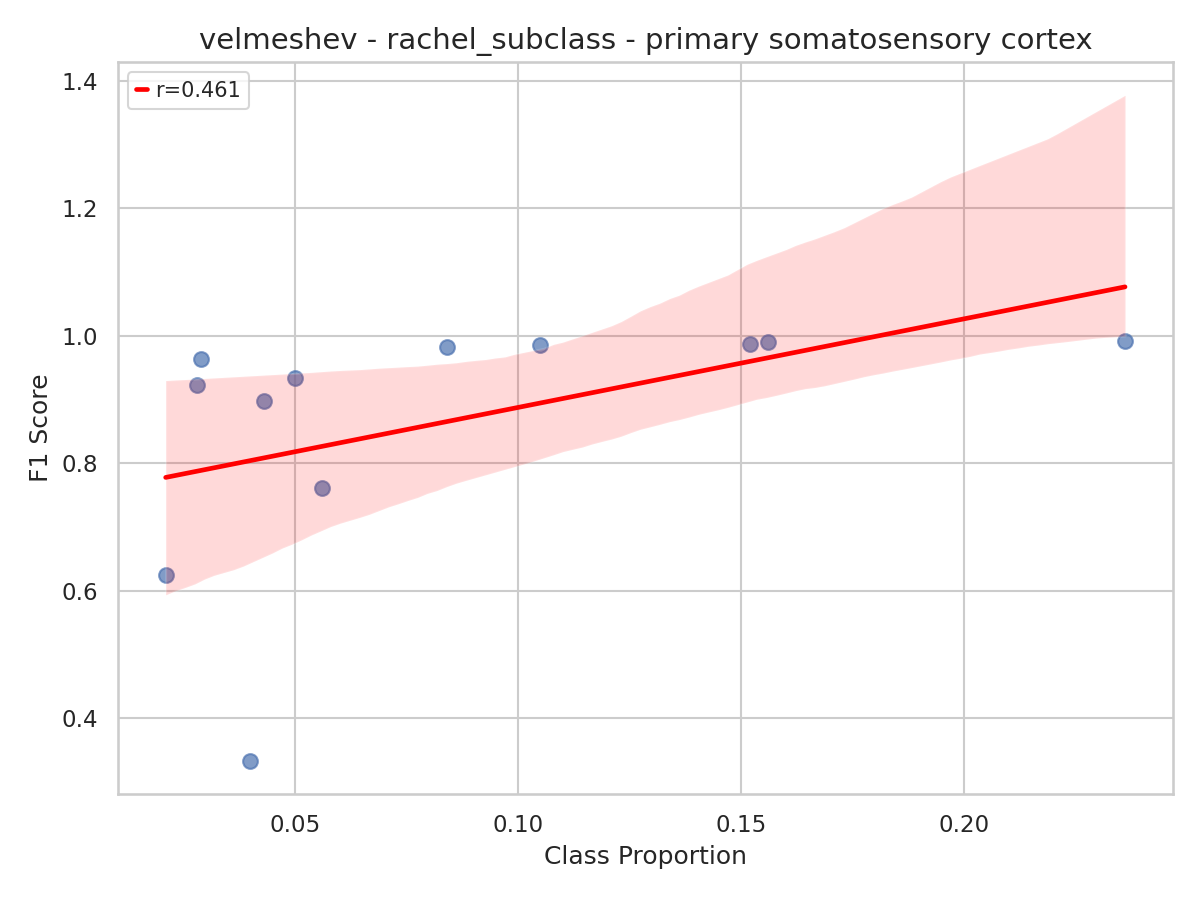 velmeshev - rachel_subclass - primary somatosensory cortex
r=0.461
1.4
1.2
1.0
0.8
0.6
0.4
F1 Score
0.05 0.10 0.15 0.20
Class Proportion